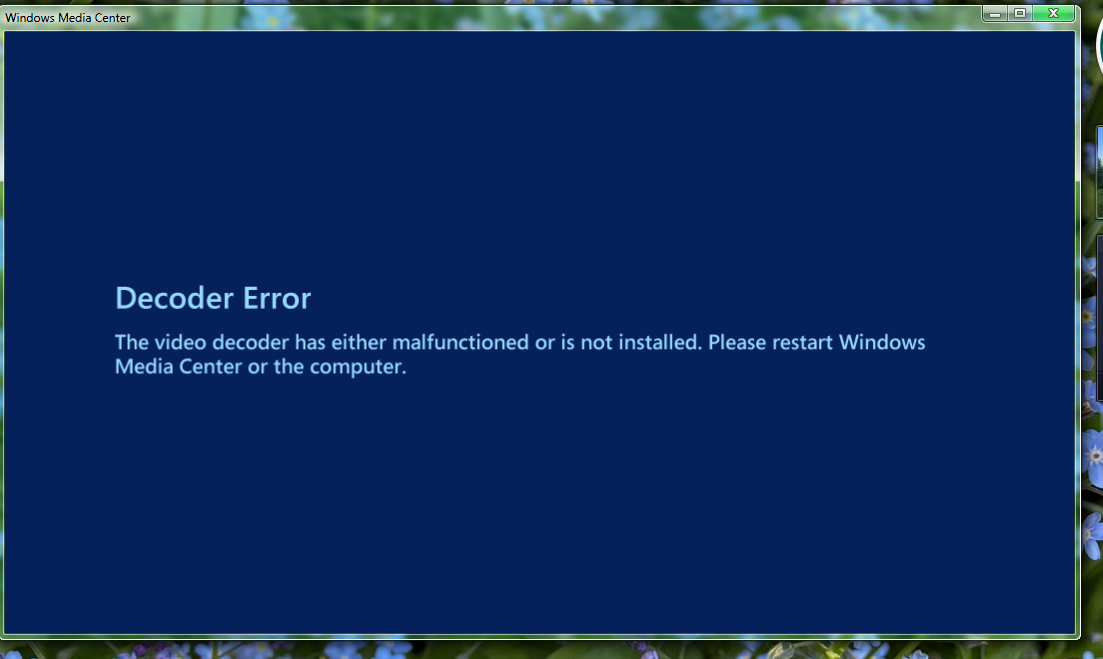 Windows Media Center
Decoder Error
The video decoder has either malfunctioned or is not installed. Please restart Windows
Media Center or the computer.